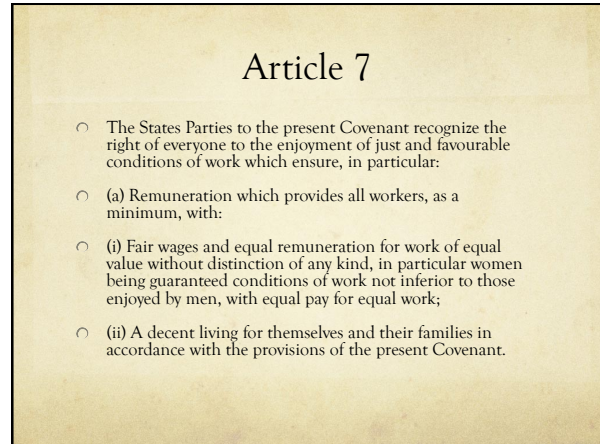 Article 7
The States Parties to the present Covenant recognize the
right of everyone to the enjoyment of just and favourable
conditions of work which ensure, in particular:
(a) Remuneration which provides all workers, as a
minimum, with:
(i) Fair wages and equal remuneration for work of equal
value without distinction of any kind, in particular women
being guaranteed conditions of work not inferior to those
enjoyed by men, with equal pay for equal work;
(ii) A decent living for themselves and their families in
accordance with the provisions of the present Covenant.